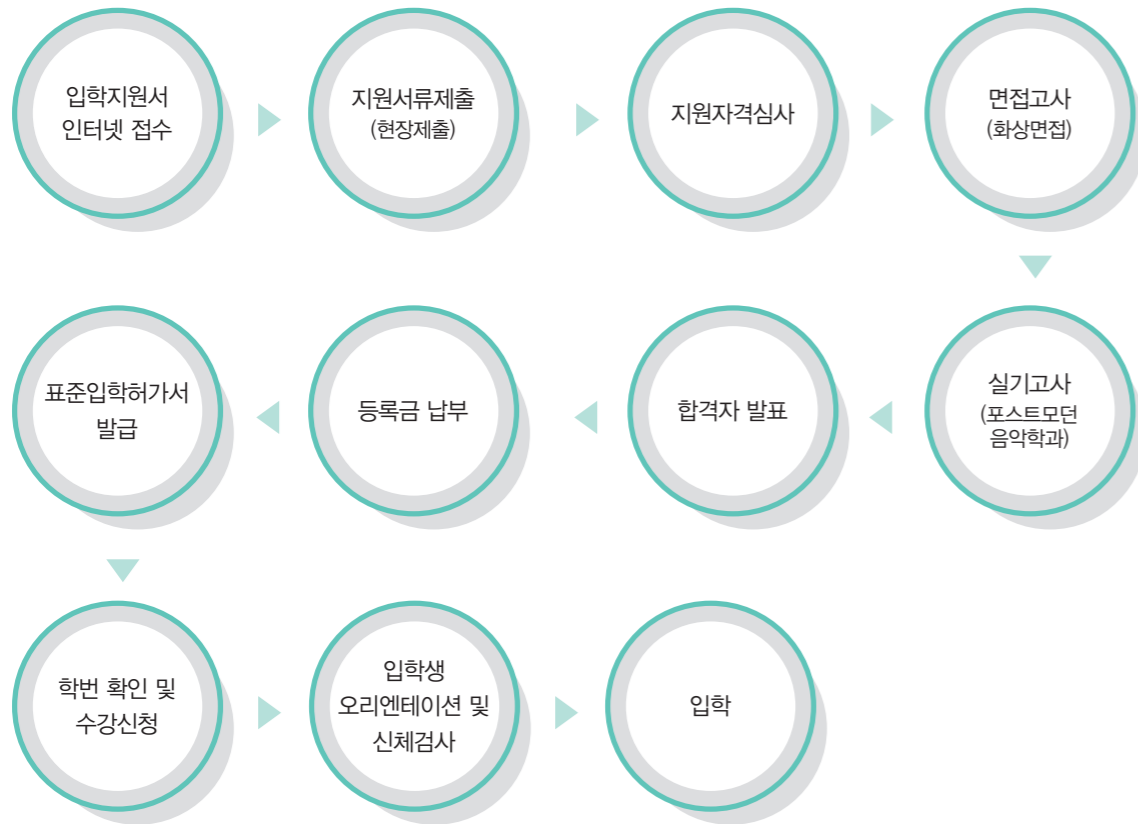 입학지원서
인터넷 접수
지원서류제출
(현장제출)
지원자격심사
면접고사
(화상면접)
실기고사
(포스트모던
음악학과)
합격자 발표
등록금 납부
표준입학허가서
발급
학번 확인 및
수강신청
입학생
오리엔테이션 및
신체검사
입학